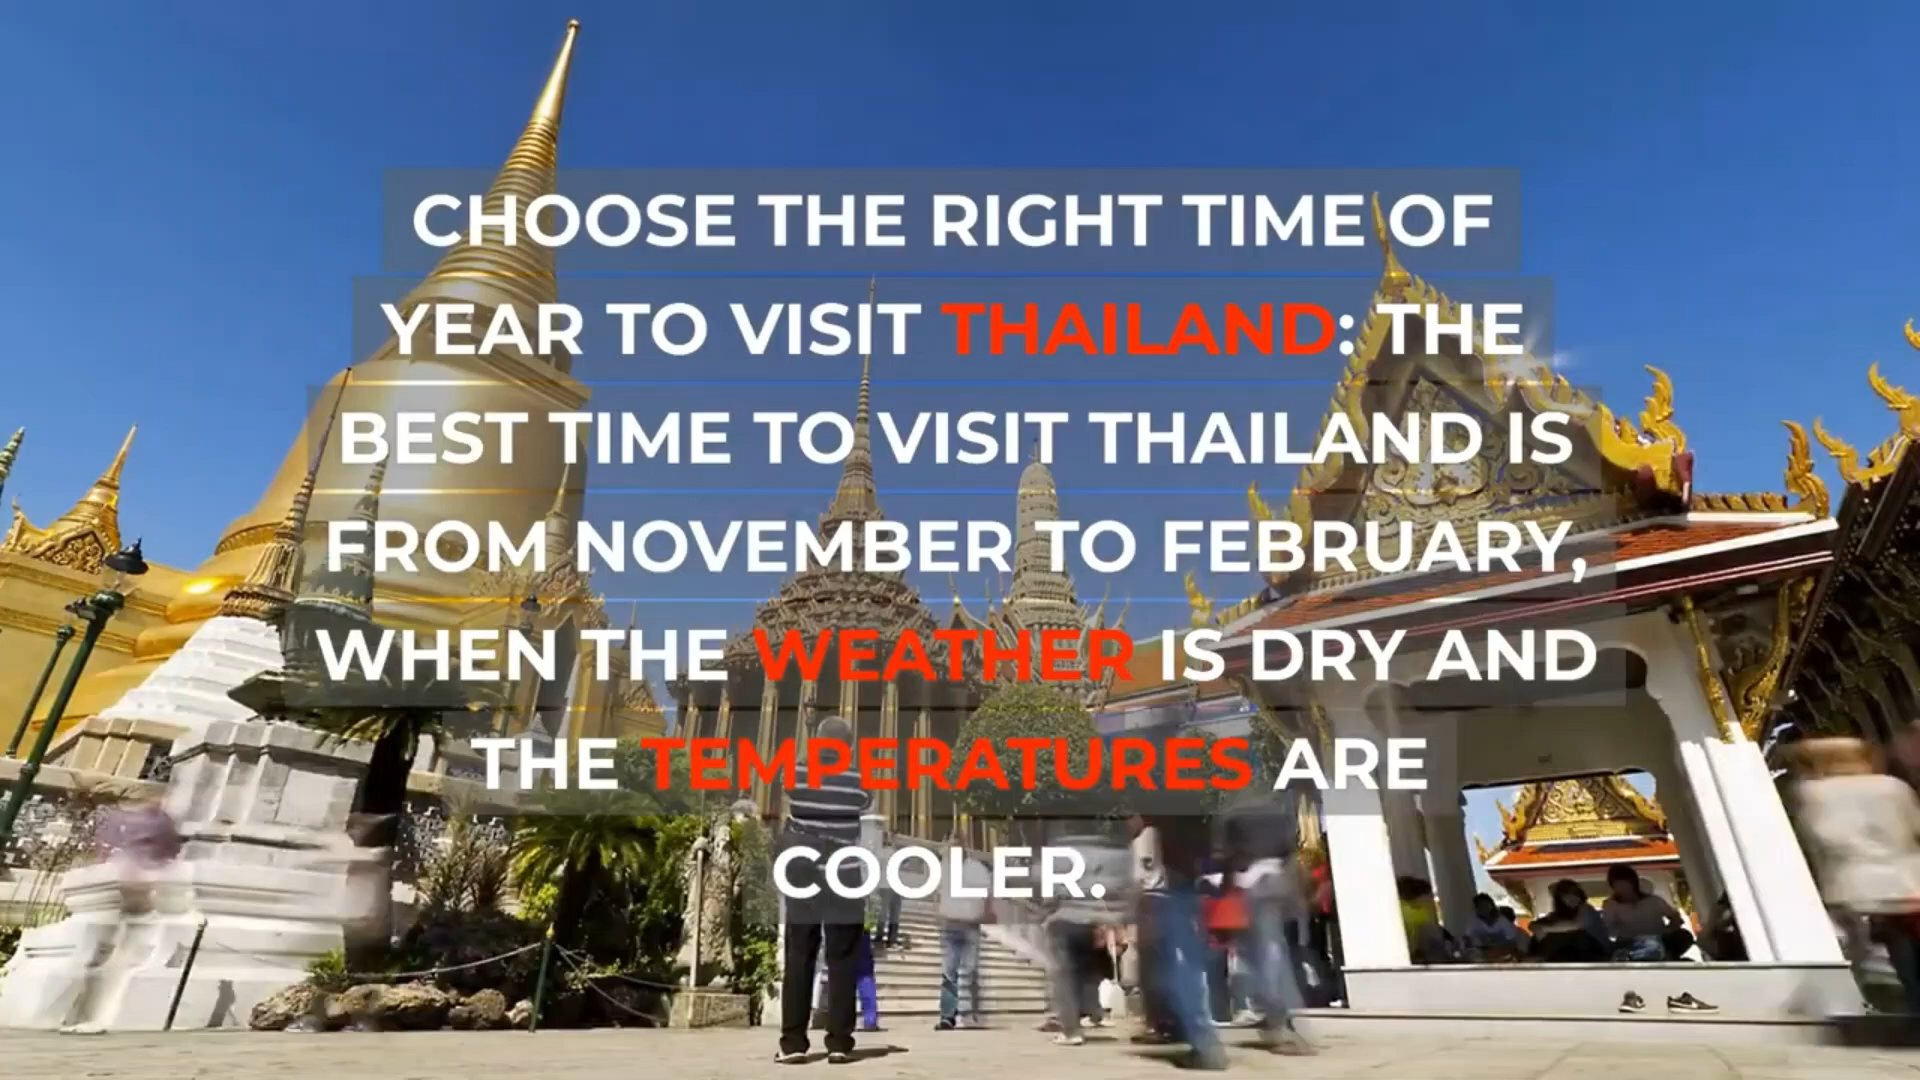 CHOOSE THE RIGHT TIME OF
YEAR TO VISIT THAILAND: THE
BEST TIME TO VISIT THAILAND IS
FROM NOVEMBER TO FEBRUARY,
WHEN THE WEATHER IS DRY AND
THE TEMPERATURES ARE
COOLER.